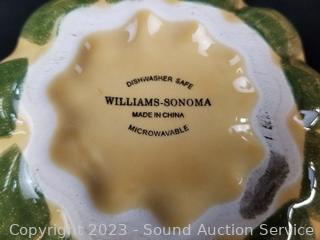 DISHWASHER SAFE
WILLIAMS-SONOMA
MADE IN CHINA
MICROWAVABLE
Copyright 2023 - Sound Auction Service